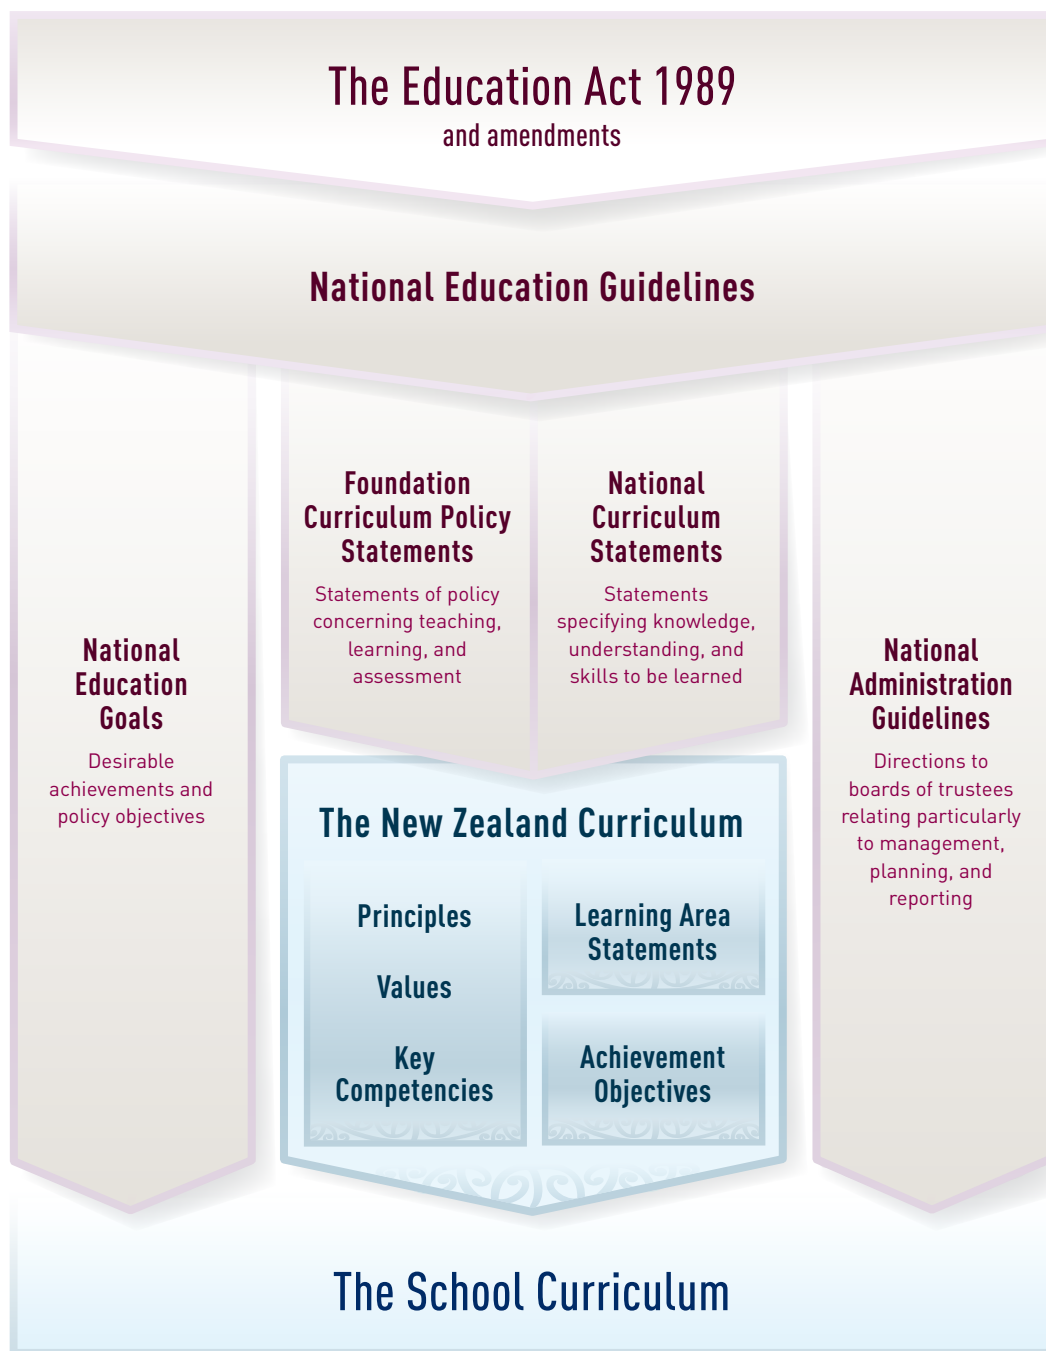 The Education Act 1989
and amendments
National Education Guidelines
National
Education
Goals
Desirable
achievements and
policy objectives
Foundation
Curriculum Policy
Statements
Statements of policy
concerning teaching,
learning, and
assessment
National
Curriculum
Statements
Statements
specifying knowledge,
understanding, and
skills to be learned
National
Administration
Guidelines
Directions to
boards of trustees
relating particularly
to management,
planning, and
reporting
The New Zealand Curriculum
Principles
Values
Key
Competencies
Learning Area
Statements
Achievement
Objectives
The School Curriculum